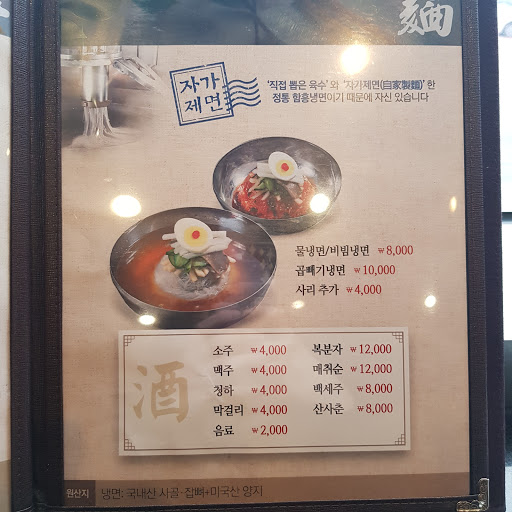 麵
자가
제면
'직접 뽑은 육수'와 '자가제면(自家製麵)'한
정통 함흥냉면이기 때문에 자신 있습니다
물냉면/비빔냉면 ₩8,000
곱빼기냉면 ₩10,000
사리 추가 ₩4,000
酒
소주 ₩4,000
맥주 ₩4,000
청하 ₩4,000
막걸리 ₩4,000
음료 ₩2,000
복분자 ₩12,000
매취순 ₩12,000
백세주 ₩8,000
산사춘 ₩8,000
원산지 냉면: 국내산 사골·잡뼈+미국산 양지